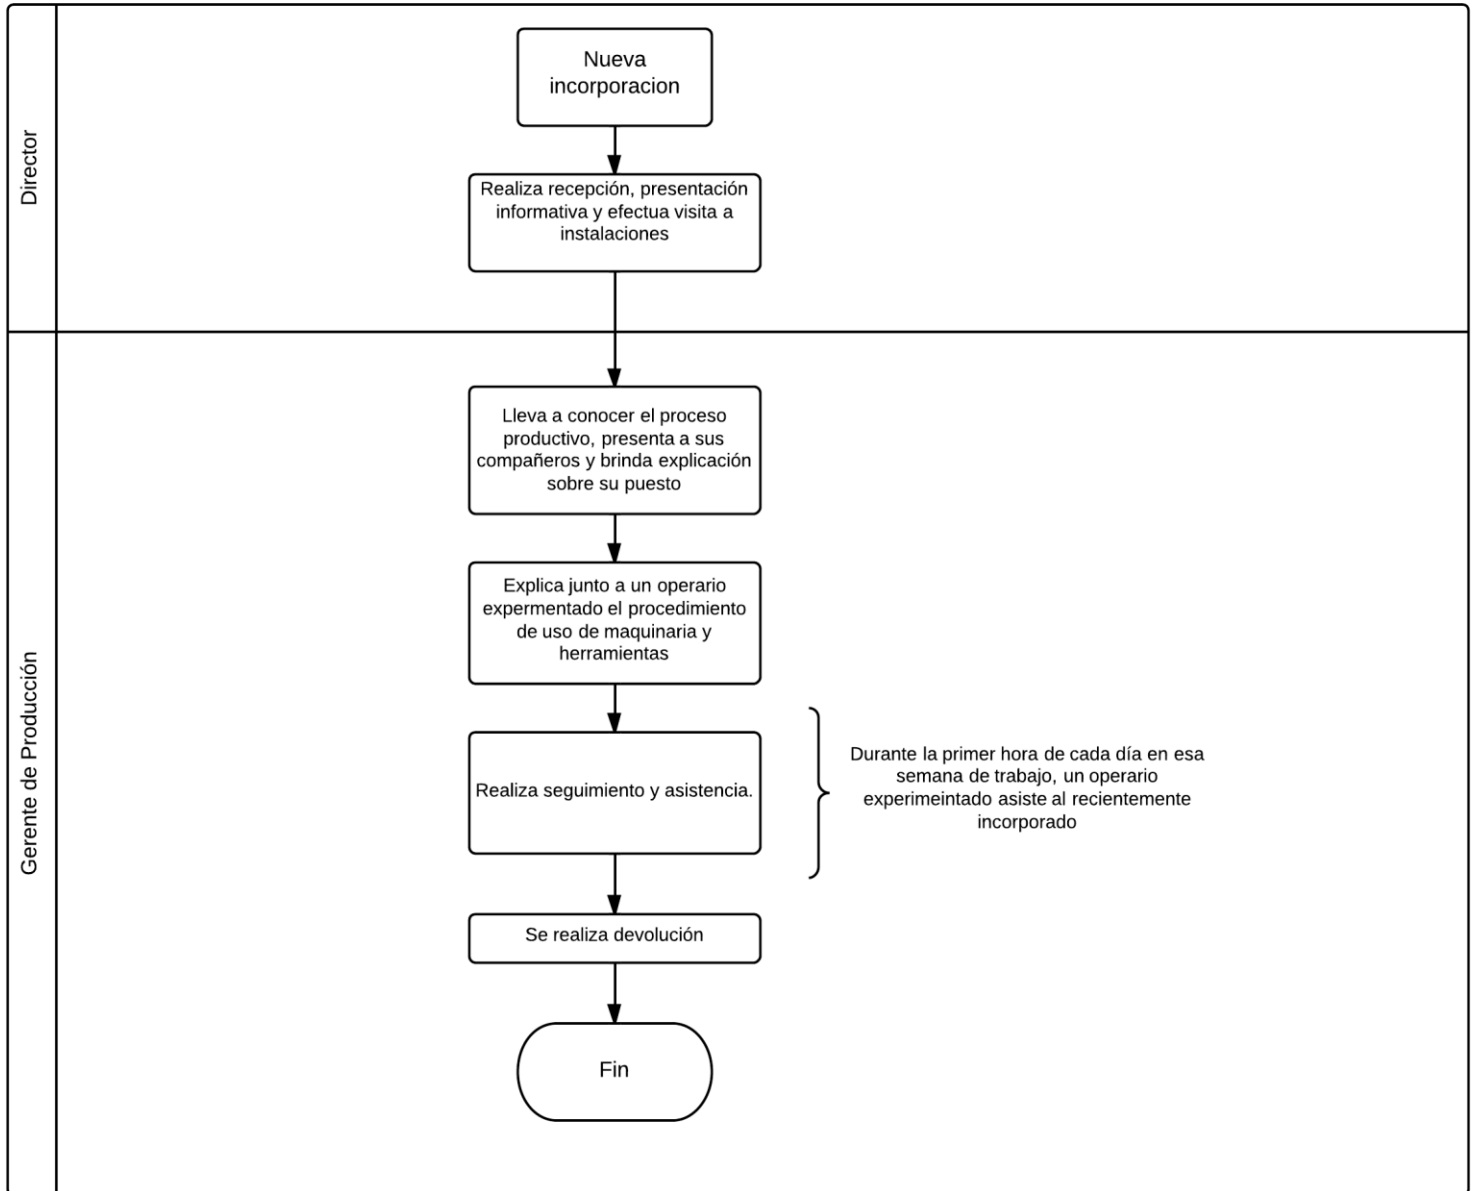 Director
Nueva
incorporacion
Realiza recepción, presentación
informativa y efectua visita a
instalaciones
Gerente de Producción
Lleva a conocer el proceso
productivo, presenta a sus
compañeros y brinda explicación
sobre su puesto
Explica junto a un operario
expermentado el procedimiento
de uso de maquinaria y
herramientas
Realiza seguimiento y asistencia.
Durante la primer hora de cada día en esa
semana de trabajo, un operario
experimeintado asiste al recientemente
incorporado
Se realiza devolución
Fin